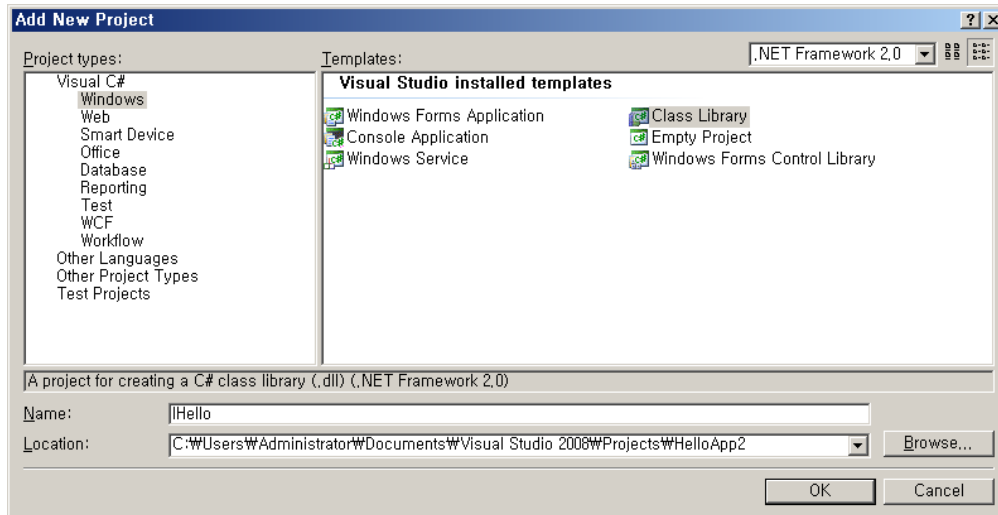 Add New Project
Project types:
Templates:
.NET Framework 2.0
Visual C#
Windows
Web
Smart Device
Office
Database
Reporting
Test
WCF
Workflow
Other Languages
Other Project Types
Test Projects
Visual Studio installed templates
Windows Forms Application
Class Library
Console Application
Empty Project
Windows Service
Windows Forms Control Library
A project for creating a C# class library (.dll) (.NET Framework 2.0)
Name:
IHello
Location:
C:₩Users₩Administrator₩Documents₩Visual Studio 2008₩Projects₩HelloApp2
Browse...
OK
Cancel